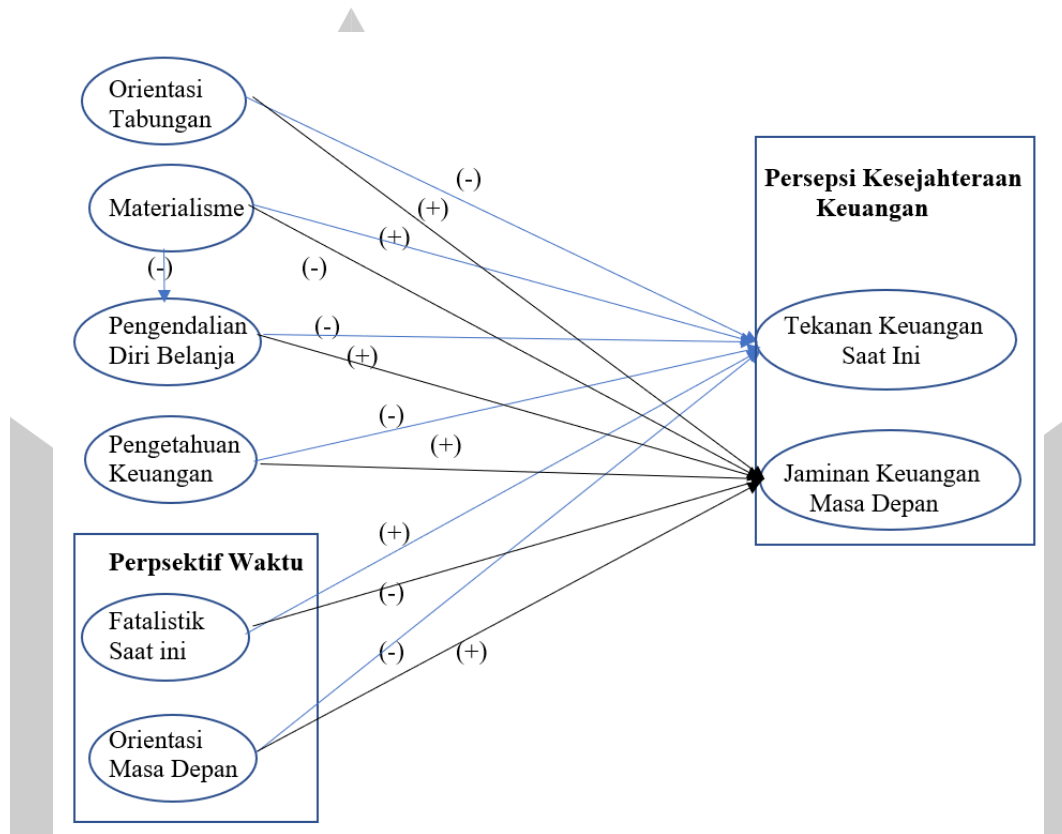 Orientasi
Tabungan
Materialisme
(-)
Pengendalian
Diri Belanja
Pengetahuan
Keuangan
Perpsektif Waktu
Fatalistik
Saat ini
Orientasi
Masa Depan
(-)
(+)
(+)
(-)
(-)
(+)
(-)
(+)
(+)
(-)
(-)
(+)
Persepsi Kesejahteraan
Keuangan
Tekanan Keuangan
Saat Ini
Jaminan Keuangan
Masa Depan